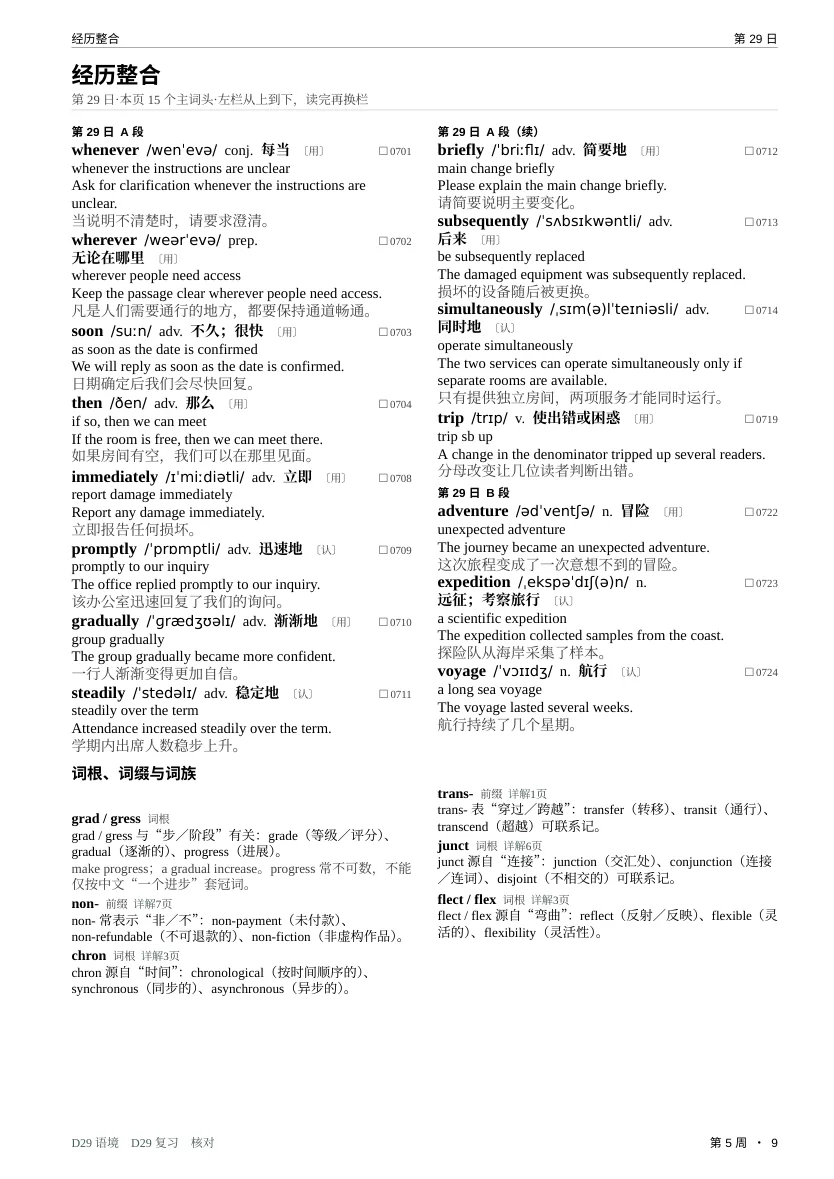 经历整合
第 29 日
经历整合
第 29 日·本页 15 个主词头·左栏从上到下，读完再换栏
第 29 日 A 段
whenever /wenˈevə/ conj. 每当 〔用〕 □0701
whenever the instructions are unclear
Ask for clarification whenever the instructions are
unclear.
当说明不清楚时，请要求澄清。
wherever /weərˈevə/ prep. □0702
无论在哪里 〔用〕
wherever people need access
Keep the passage clear wherever people need access.
凡是人们需要通行的地方，都要保持通道畅通。
soon /suːn/ adv. 不久；很快 〔用〕 □0703
as soon as the date is confirmed
We will reply as soon as the date is confirmed.
日期确定后我们会尽快回复。
then /ðen/ adv. 那么 〔用〕 □0704
if so, then we can meet
If the room is free, then we can meet there.
如果房间有空，我们可以在那里见面。
immediately /ɪˈmiːdiətli/ adv. 立即 〔用〕 □0708
report damage immediately
Report any damage immediately.
立即报告任何损坏。
promptly /ˈprɒmptli/ adv. 迅速地 〔认〕 □0709
promptly to our inquiry
The office replied promptly to our inquiry.
该办公室迅速回复了我们的询问。
gradually /ˈɡrædʒʊəlɪ/ adv. 渐渐地 〔用〕 □0710
group gradually
The group gradually became more confident.
一行人渐渐变得更加自信。
steadily /ˈstedəlɪ/ adv. 稳定地 〔认〕 □0711
steadily over the term
Attendance increased steadily over the term.
学期内出席人数稳步上升。
第 29 日 A 段（续）
briefly /ˈbriːflɪ/ adv. 简要地 〔用〕 □0712
main change briefly
Please explain the main change briefly.
请简要说明主要变化。
subsequently /ˈsʌbsɪkwəntli/ adv. □0713
后来 〔用〕
be subsequently replaced
The damaged equipment was subsequently replaced.
损坏的设备随后被更换。
simultaneously /ˌsɪm(ə)lˈteɪniəsli/ adv. □0714
同时地 〔认〕
operate simultaneously
The two services can operate simultaneously only if
separate rooms are available.
只有提供独立房间，两项服务才能同时运行。
trip /trɪp/ v. 使出错或困惑 〔用〕 □0719
trip sb up
A change in the denominator tripped up several readers.
分母改变让几位读者判断出错。
第 29 日 B 段
adventure /ədˈventʃə/ n. 冒险 〔用〕 □0722
unexpected adventure
The journey became an unexpected adventure.
这次旅程变成了一次意想不到的冒险。
expedition /ˌekspəˈdɪʃ(ə)n/ n. □0723
远征；考察旅行 〔认〕
a scientific expedition
The expedition collected samples from the coast.
探险队从海岸采集了样本。
voyage /ˈvɔɪɪdʒ/ n. 航行 〔认〕 □0724
a long sea voyage
The voyage lasted several weeks.
航行持续了几个星期。
词根、词缀与词族
grad / gress 词根
grad / gress 与“步／阶段”有关：grade（等级／评分）、
gradual（逐渐的）、progress（进展）。
make progress；a gradual increase。progress 常不可数，不能
仅按中文“一个进步”套冠词。
non- 前缀 详解7页
non- 常表示“非／不”：non-payment（未付款）、
non-refundable（不可退款的）、non-fiction（非虚构作品）。
chron 词根 详解3页
chron 源自“时间”：chronological（按时间顺序的）、
synchronous（同步的）、asynchronous（异步的）。
trans- 前缀 详解1页
trans- 表“穿过／跨越”：transfer（转移）、transit（通行）、
transcend（超越）可联系记。
junct 词根 详解6页
junct 源自“连接”：junction（交汇处）、conjunction（连接
／连词）、disjoint（不相交的）可联系记。
flect / flex 词根 详解3页
flect / flex 源自“弯曲”：reflect（反射／反映）、flexible（灵
活的）、flexibility（灵活性）。
D29 语境 D29 复习 核对
第 5 周 · 9